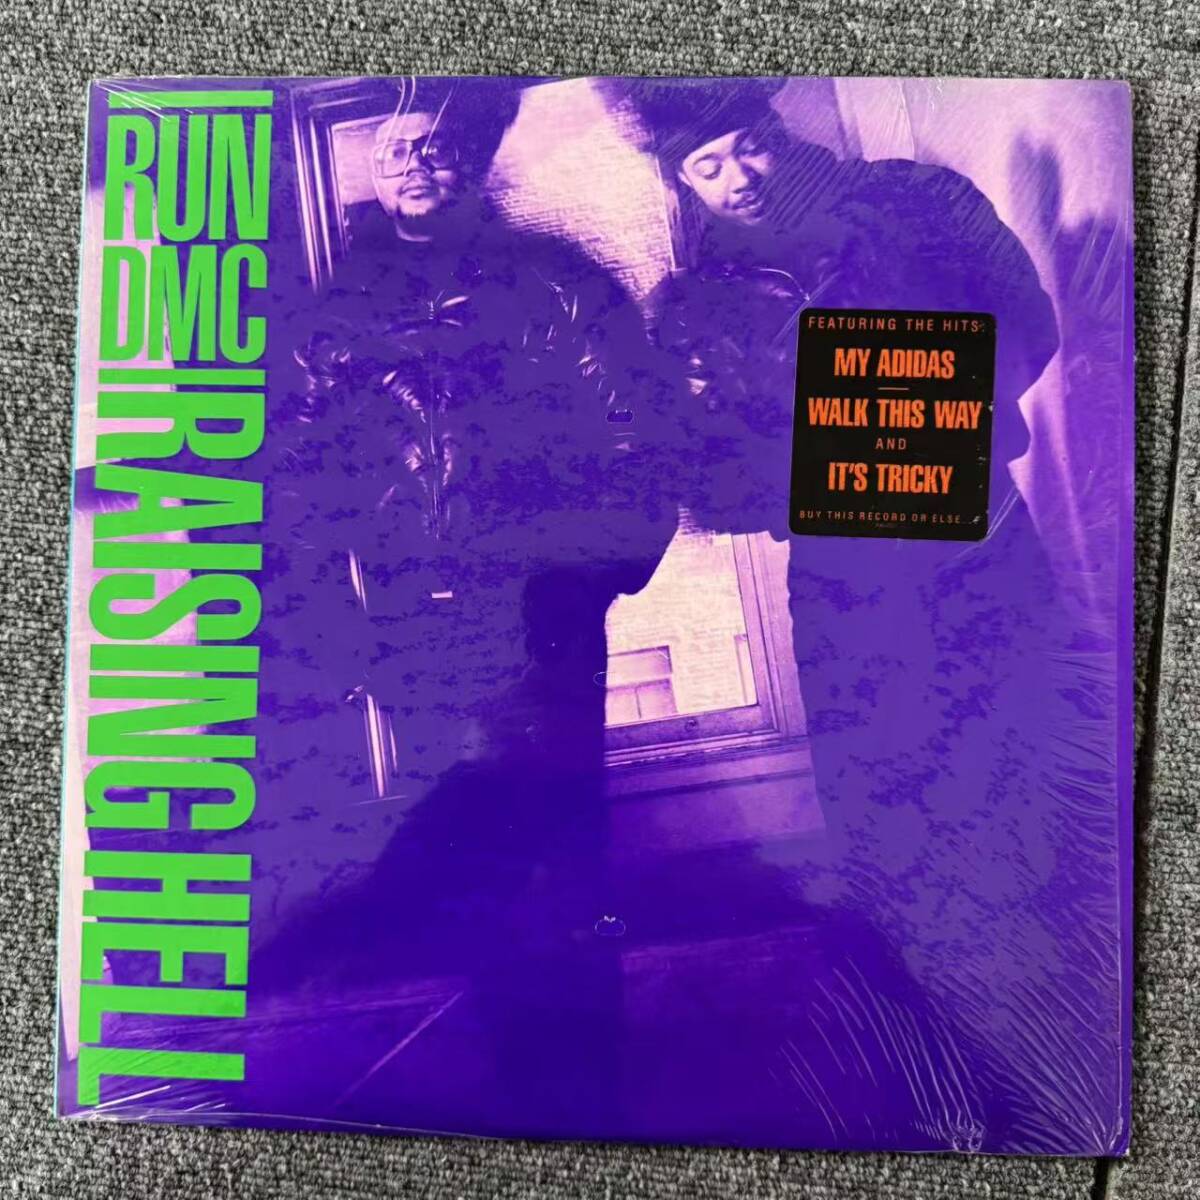 RUN
DMC
RAISING HELL
FEATURING THE HITS:
MY ADIDAS
WALK THIS WAY
AND
IT'S TRICKY
BUY THIS RECORD OR ELSE...